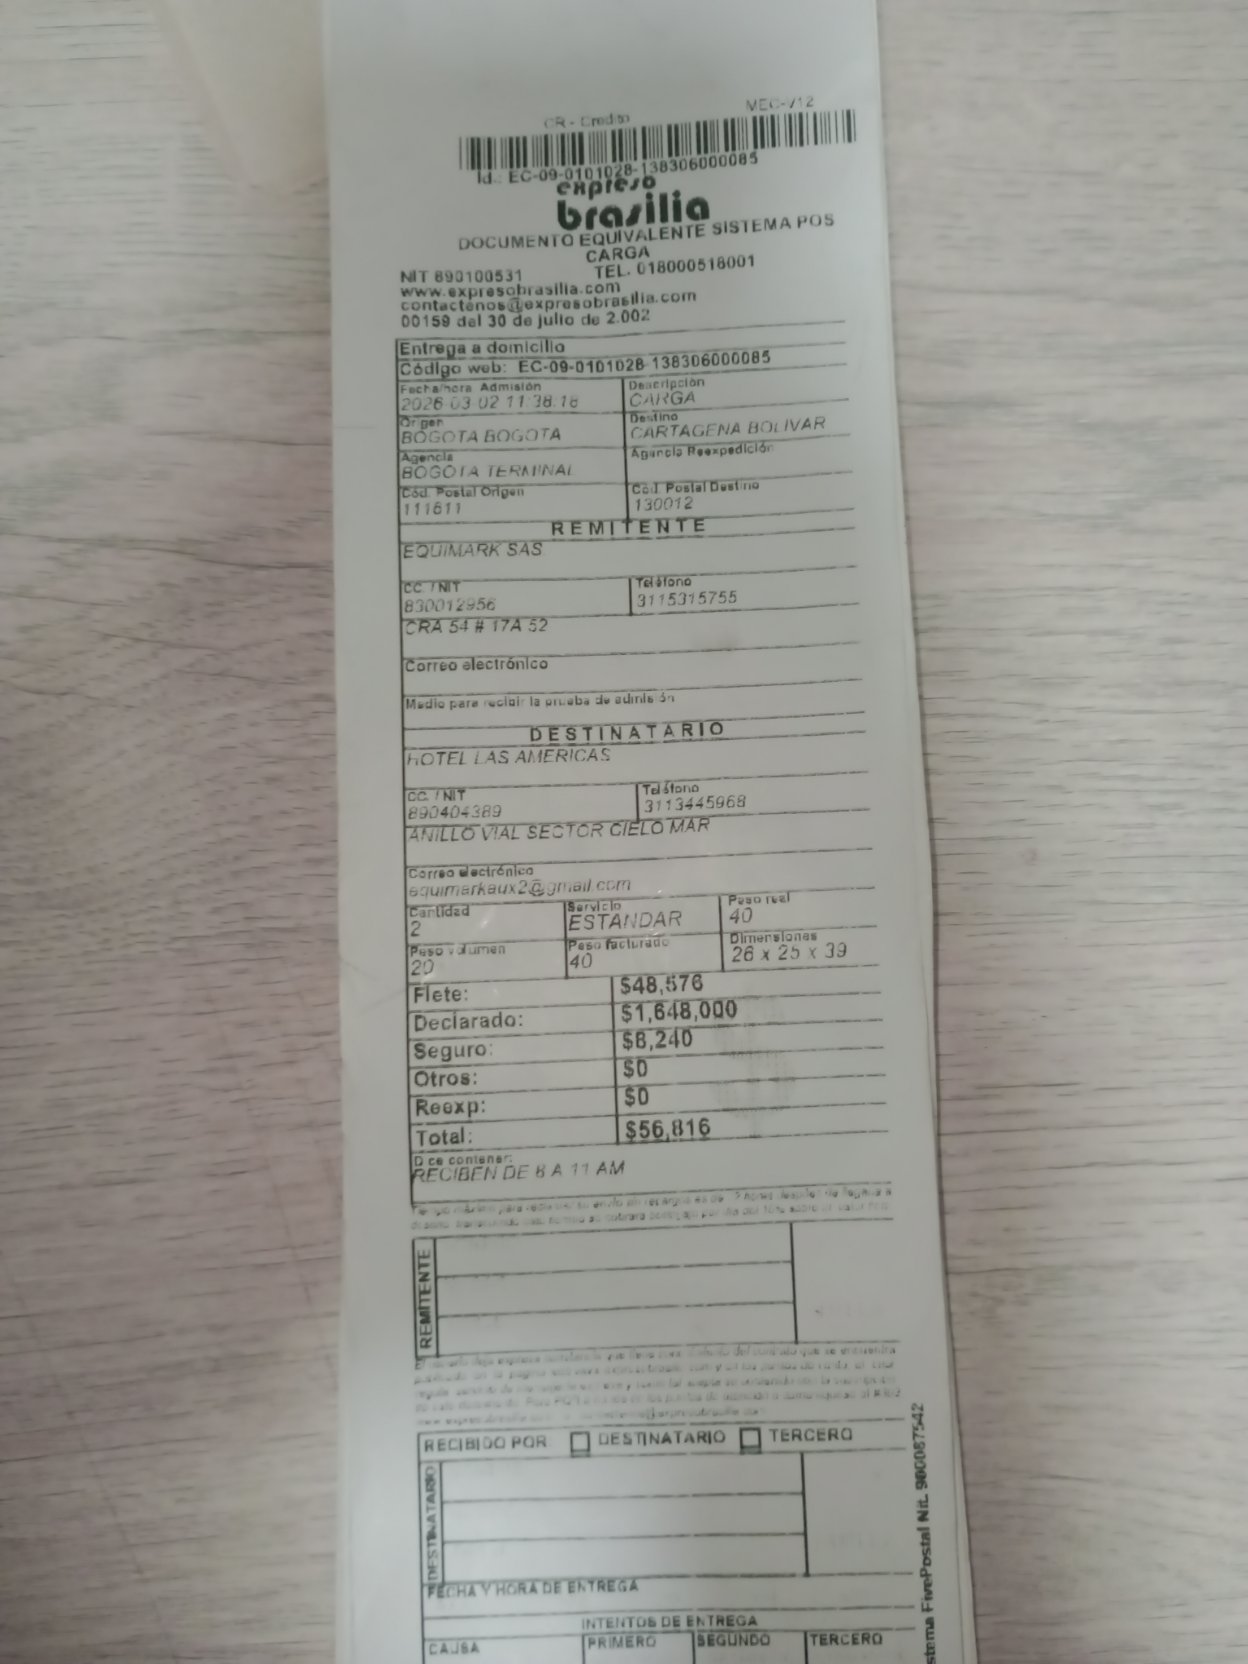 CR - Credito MEC-V12
Id.: EC-09-0101028-138306000085
expreso
brasilia
DOCUMENTO EQUIVALENTE SISTEMA POS
CARGA
NIT 890100531 TEL. 018000518001
www.expresobrasilia.com
contactenos@expresobrasilia.com
00159 del 30 de julio de 2.002
Entrega a domicilio
Código web: EC-09-0101028-138306000085
Fecha/hora Admisión Descripción
2026-03-02 11:38:18 CARGA
Origen Destino
BOGOTA BOGOTA CARTAGENA BOLIVAR
Agencia Agencia Reexpedición
BOGOTA TERMINAL
Cód. Postal Origen Cód. Postal Destino
111611 130012
REMITENTE
EQUIMARK SAS
CC. / NIT Teléfono
830012956 3115315755
CRA 54 # 17A 52
Correo electrónico
Medio para recibir la prueba de admisión
DESTINATARIO
HOTEL LAS AMERICAS
CC. / NIT Teléfono
890404389 3113445968
ANILLO VIAL SECTOR CIELO MAR
Correo electrónico
equimarkaux2@gmail.com
Cantidad Servicio Peso real
2 ESTANDAR 40
Peso volumen Peso facturado Dimensiones
20 40 26 x 25 x 39
Flete: $48,576
Declarado: $1,648,000
Seguro: $8,240
Otros: $0
Reexp: $0
Total: $56,816
Dice contener:
RECIBEN DE 8 A 11 AM
REMITENTE
RECIBIDO POR DESTINATARIO TERCERO
DESTINATARIO
FECHA Y HORA DE ENTREGA
INTENTOS DE ENTREGA
CAUSA PRIMERO SEGUNDO TERCERO
stema FivePostal Nit. 900087542